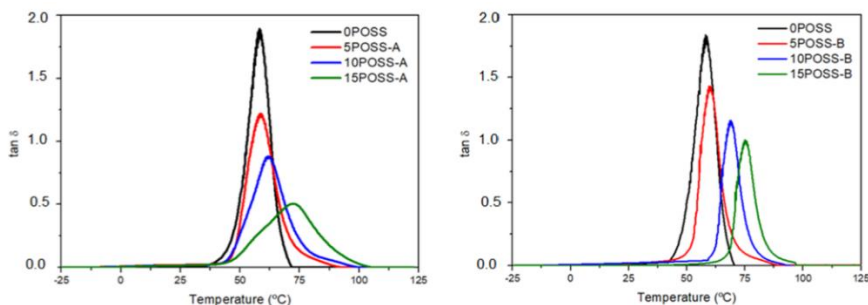 2.0
1.5
1.0
0.5
0.0
tan δ
-25 0 25 50 75 100 125
Temperature (ºC)
0POSS
5POSS-A
10POSS-A
15POSS-A
2.0
1.5
1.0
0.5
0.0
tan δ
-25 0 25 50 75 100 125
Temperature (ºC)
0POSS
5POSS-B
10POSS-B
15POSS-B